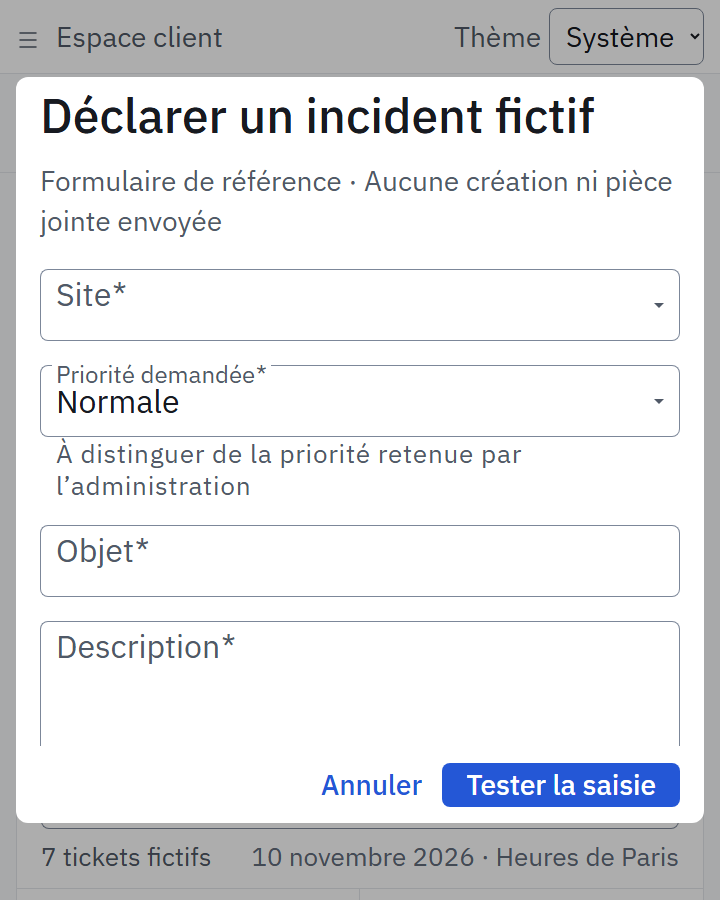 Espace client
Thème
Système
Déclarer un incident fictif
Formulaire de référence · Aucune création ni pièce
jointe envoyée
Site*
Priorité demandée*
Normale
À distinguer de la priorité retenue par
l’administration
Objet*
Description*
Annuler
Tester la saisie
7 tickets fictifs
10 novembre 2026 · Heures de Paris